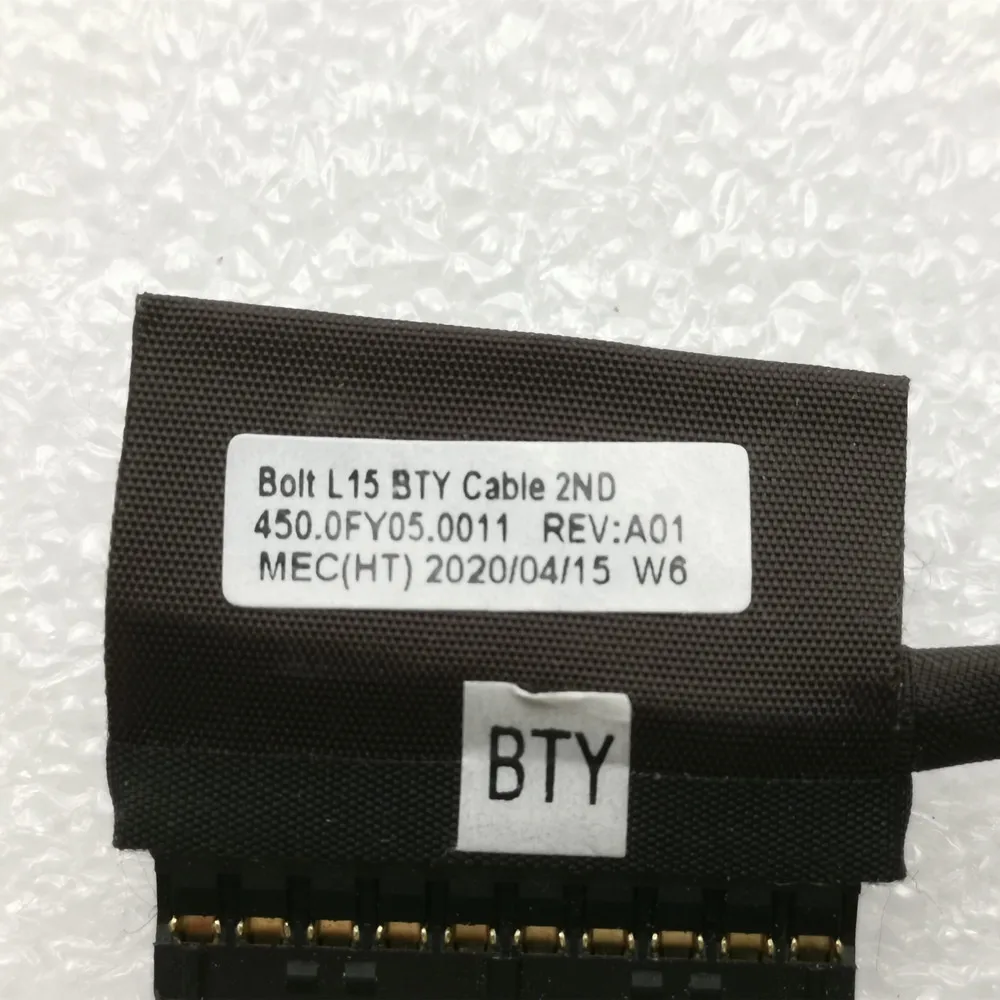 Bolt L15 BTY Cable 2ND
450.0FY05.0011 REV:A01
MEC(HT) 2020/04/15 W6
BTY